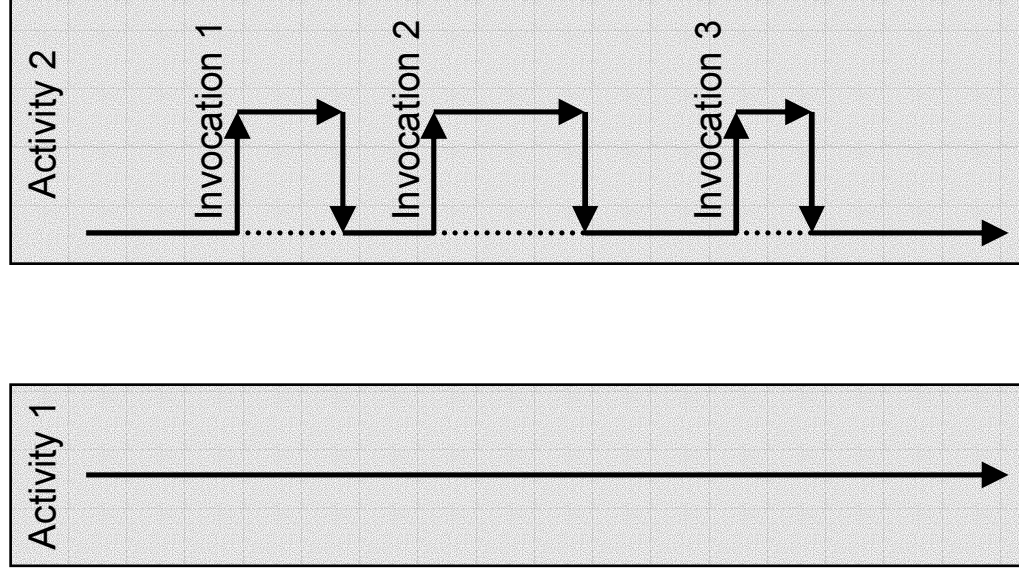 Activity 2
Invocation 1
Invocation 2
Invocation 3
Activity 1